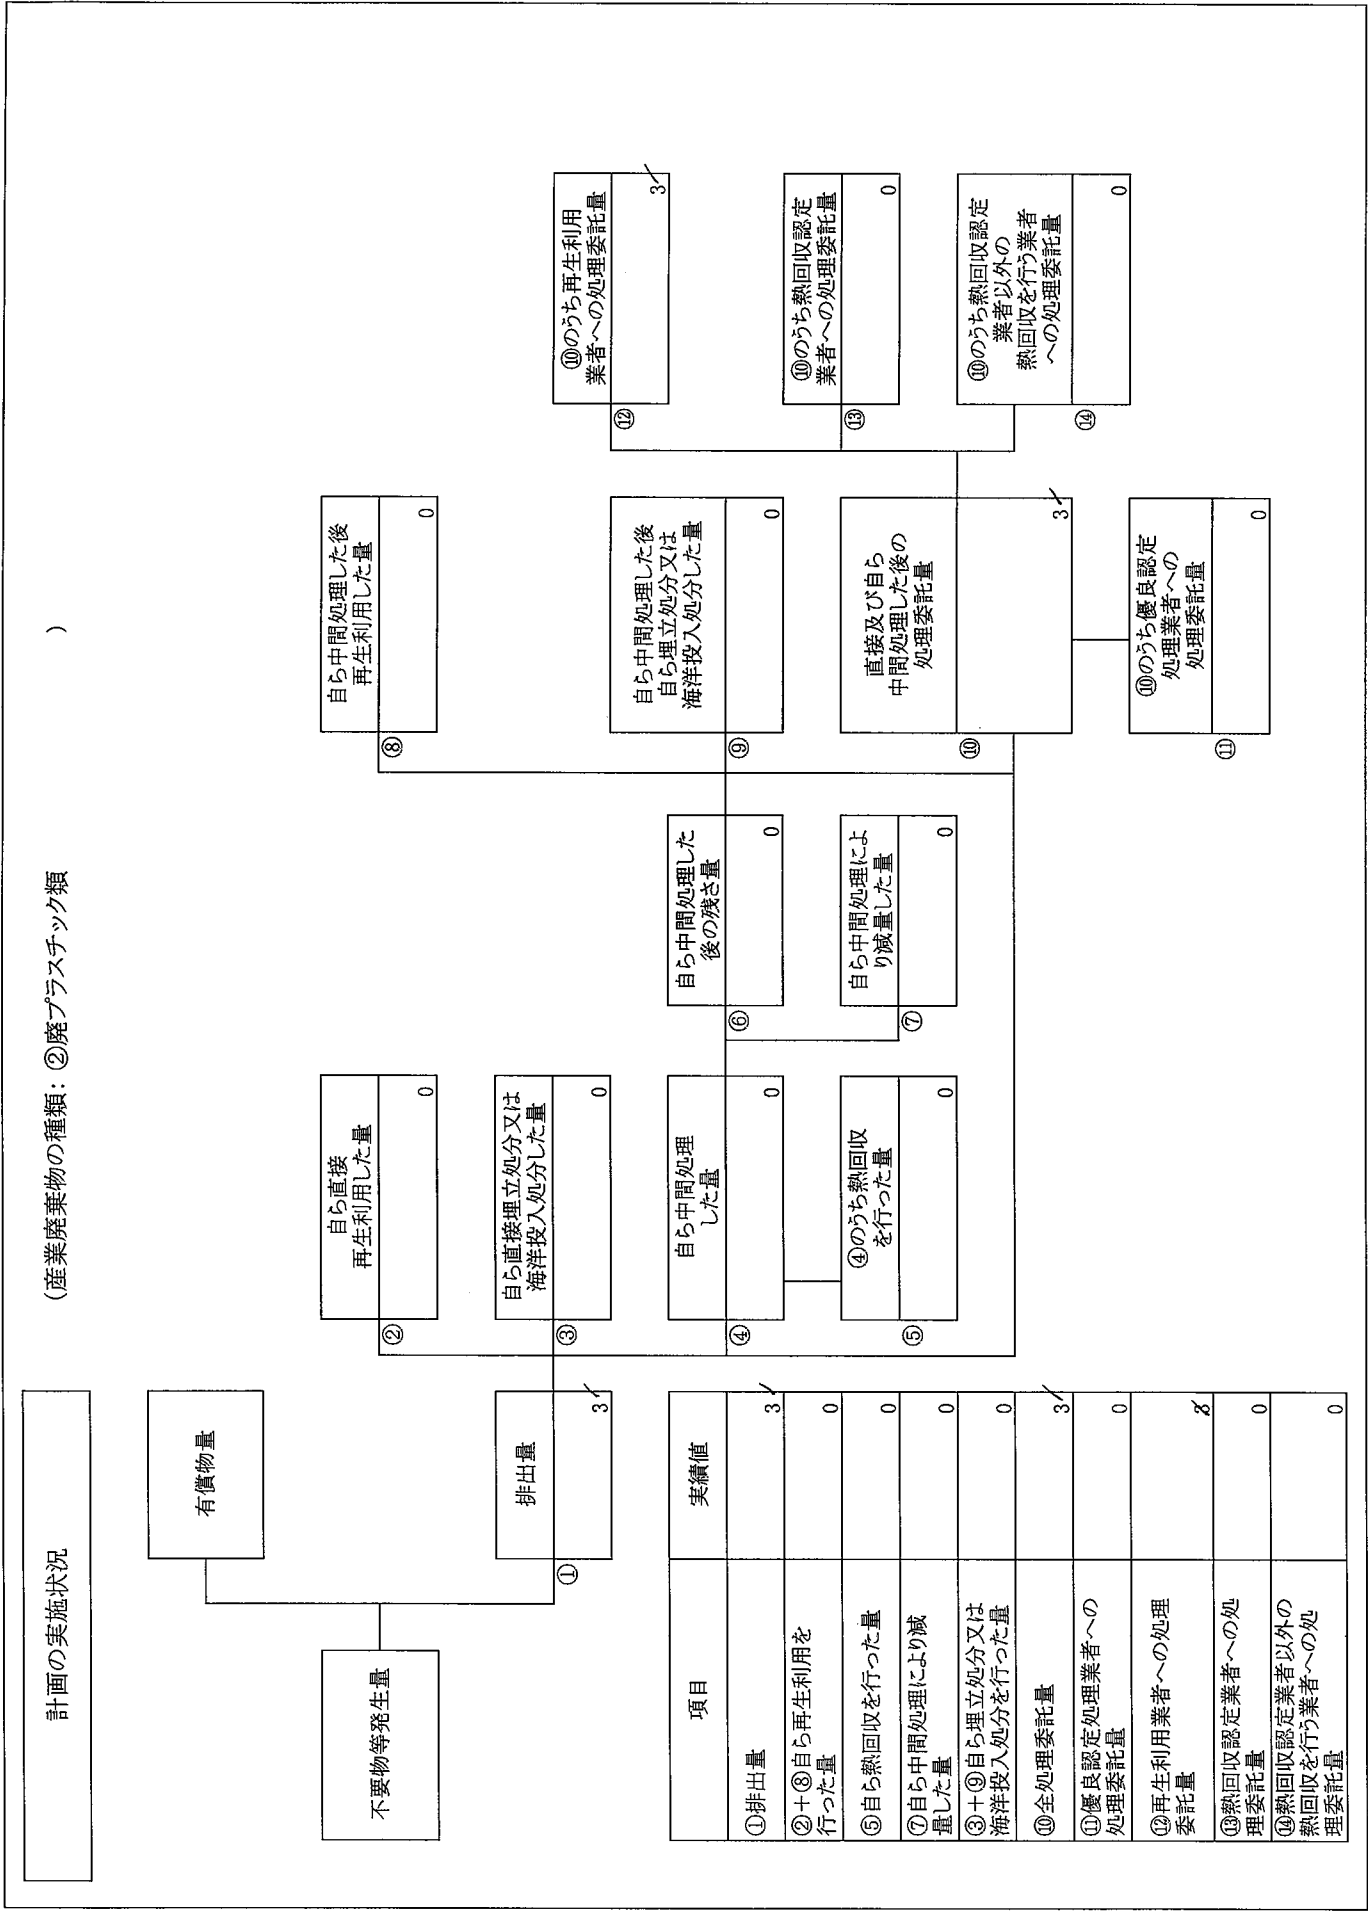 計画の実施状況
(産業廃棄物の種類: ②廃プラスチック類 )
不要物等発生量
有償物量
①
排出量
3
②
自ら直接
再生利用した量
0
③
自ら直接埋立処分又は
海洋投入処分した量
0
④
自ら中間処理
した量
0
⑤
④のうち熱回収
を行った量
0
⑥
自ら中間処理した
後の残さ量
0
⑦
自ら中間処理によ
り減量した量
0
⑧
自ら中間処理した後
再生利用した量
0
⑨
自ら中間処理した後
自ら埋立処分又は
海洋投入処分した量
0
⑩
直接及び自ら
中間処理した後の
処理委託量
3
⑪
⑩のうち優良認定
処理業者への
処理委託量
0
⑫
⑩のうち再生利用
業者への処理委託量
3
⑬
⑩のうち熱回収認定
業者への処理委託量
0
⑭
⑩のうち熱回収認定
業者以外の
熱回収を行う業者
への処理委託量
0
項目 実績値
①排出量 3
②+⑧自ら再生利用を
行った量 0
⑤自ら熱回収を行った量 0
⑦自ら中間処理により減
量した量 0
③+⑨自ら埋立処分又は
海洋投入処分を行った量 0
⑩全処理委託量 3
⑪優良認定処理業者への
処理委託量 0
⑫再生利用業者への処理
委託量 3
⑬熱回収認定業者への処
理委託量 0
⑭熱回収認定業者以外の
熱回収を行う業者への処
理委託量 0